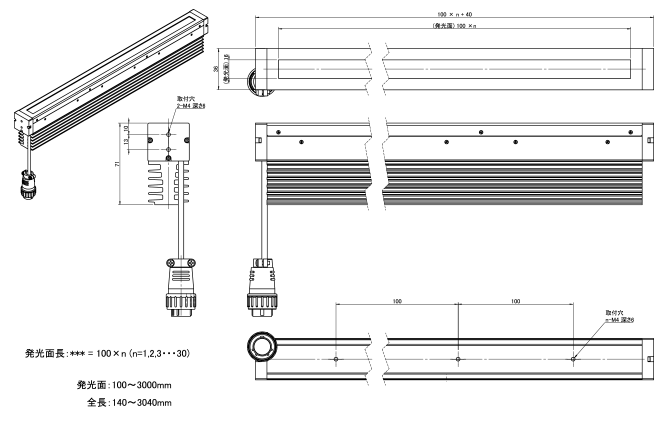 100 × n + 40
(発光面) 100 × n
36
(発光面) 16
取付穴
2-M4 深さ6
10
13
71
100
100
取付穴
n-M4 深さ6
発光面長：*** = 100×n (n=1,2,3・・・30)
発光面：100～3000mm
全長：140～3040mm